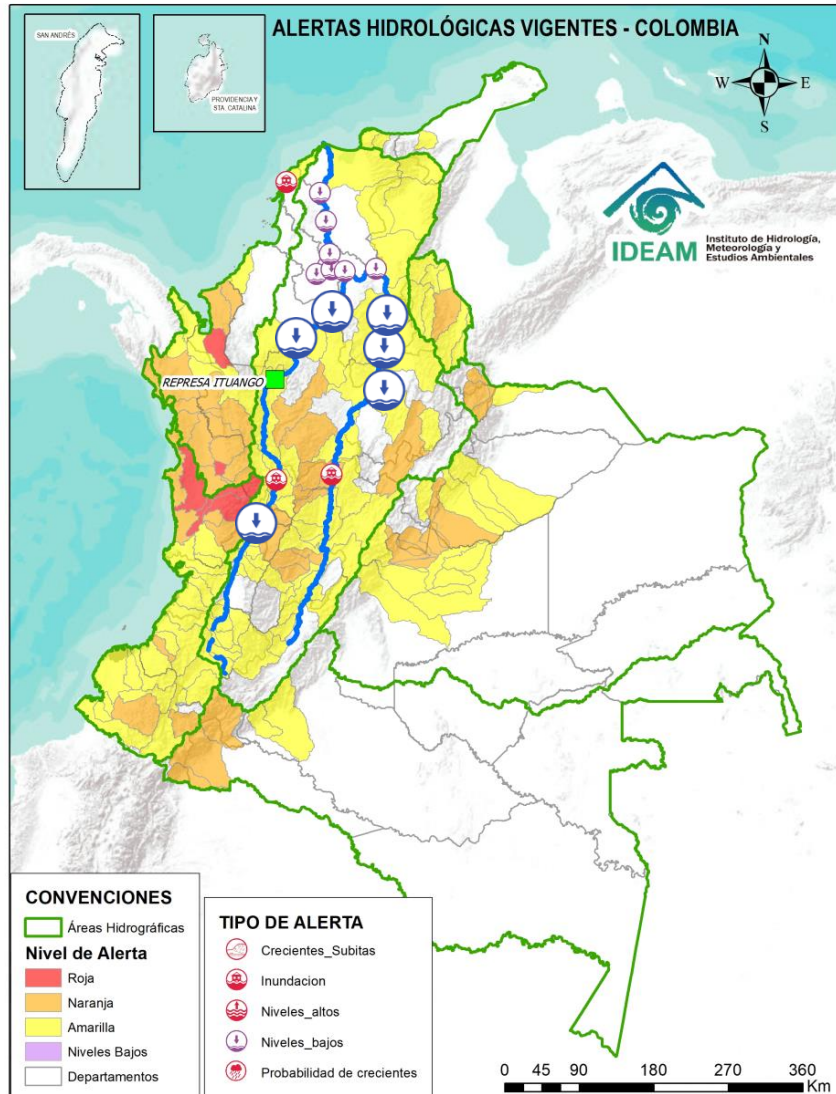 ALERTAS HIDROLÓGICAS VIGENTES - COLOMBIA
SAN ANDRÉS
PROVIDENCIA Y
STA. CATALINA
N
W
E
S
IDEAM
Instituto de Hidrología,
Meteorología y
Estudios Ambientales
REPRESA ITUANGO
CONVENCIONES
Áreas Hidrográficas
Nivel de Alerta
Roja
Naranja
Amarilla
Niveles Bajos
Departamentos
TIPO DE ALERTA
Crecientes_Subitas
Inundacion
Niveles_altos
Niveles_bajos
Probabilidad de crecientes
0 45 90 180 270 360
Km